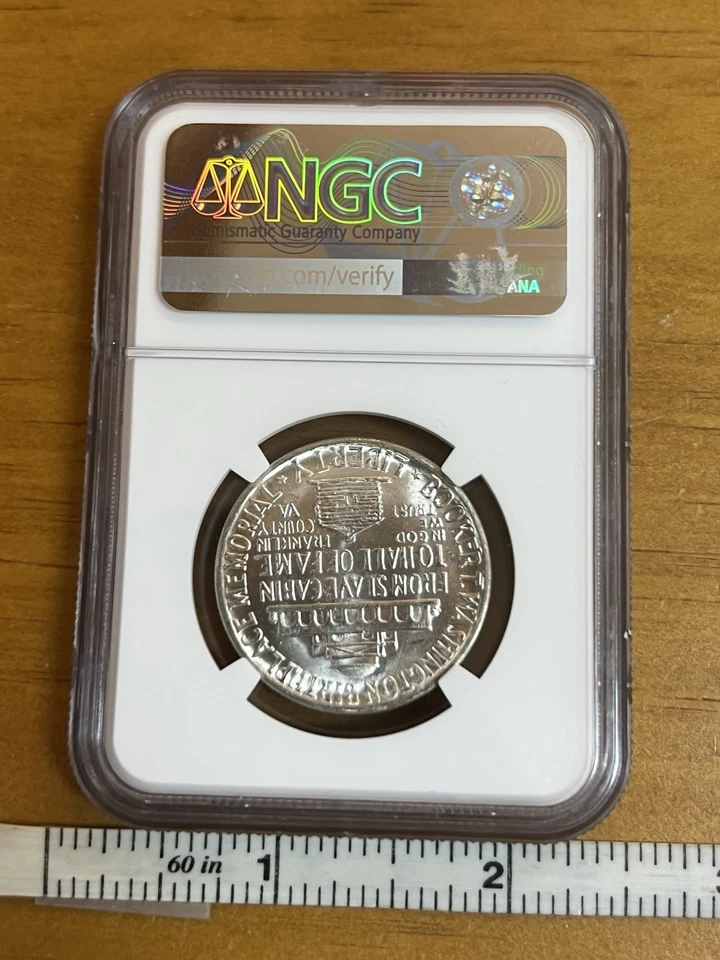 NGC
Numismatic Guaranty Company
.com/verify
ANA
BOOKER T. WASHINGTON BIRTHPLACE MEMORIAL
LIBERTY
FROM SLAVE CABIN
TO HALL OF FAME
IN GOD
WE
TRUST
FRANKLIN
COUNTY
VA
60 in 1 2